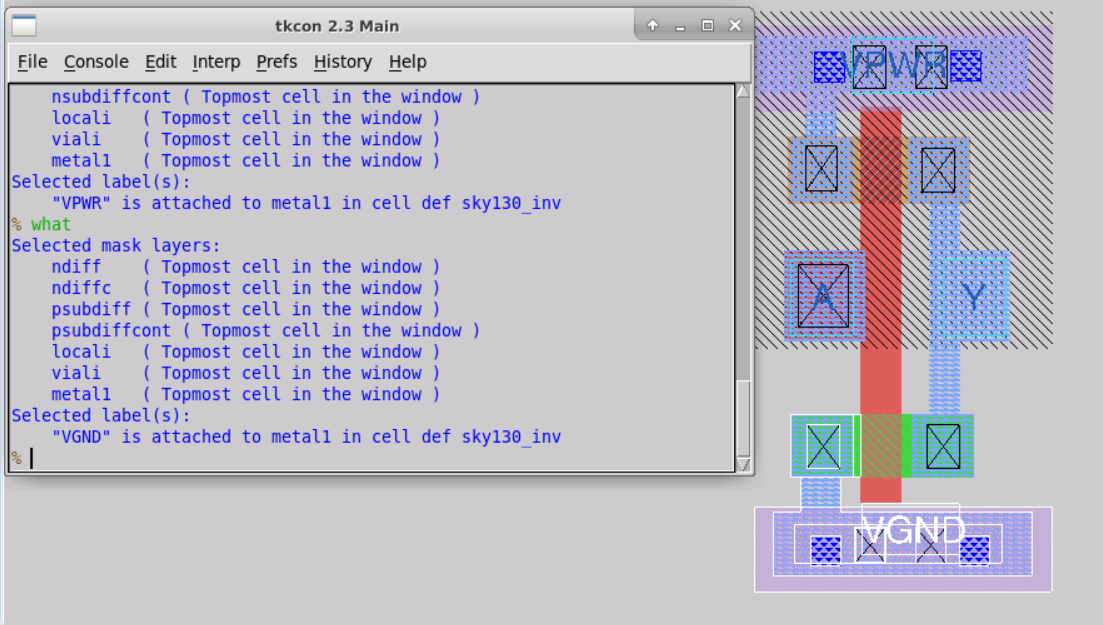 tkcon 2.3 Main
File Console Edit Interp Prefs History Help
nsubdiffcont ( Topmost cell in the window )
locali ( Topmost cell in the window )
viali ( Topmost cell in the window )
metal1 ( Topmost cell in the window )
Selected label(s):
"VPWR" is attached to metal1 in cell def sky130_inv
% what
Selected mask layers:
ndiff ( Topmost cell in the window )
ndiffc ( Topmost cell in the window )
psubdiff ( Topmost cell in the window )
psubdiffcont ( Topmost cell in the window )
locali ( Topmost cell in the window )
viali ( Topmost cell in the window )
metal1 ( Topmost cell in the window )
Selected label(s):
"VGND" is attached to metal1 in cell def sky130_inv
%
VPWR
A Y
VGND